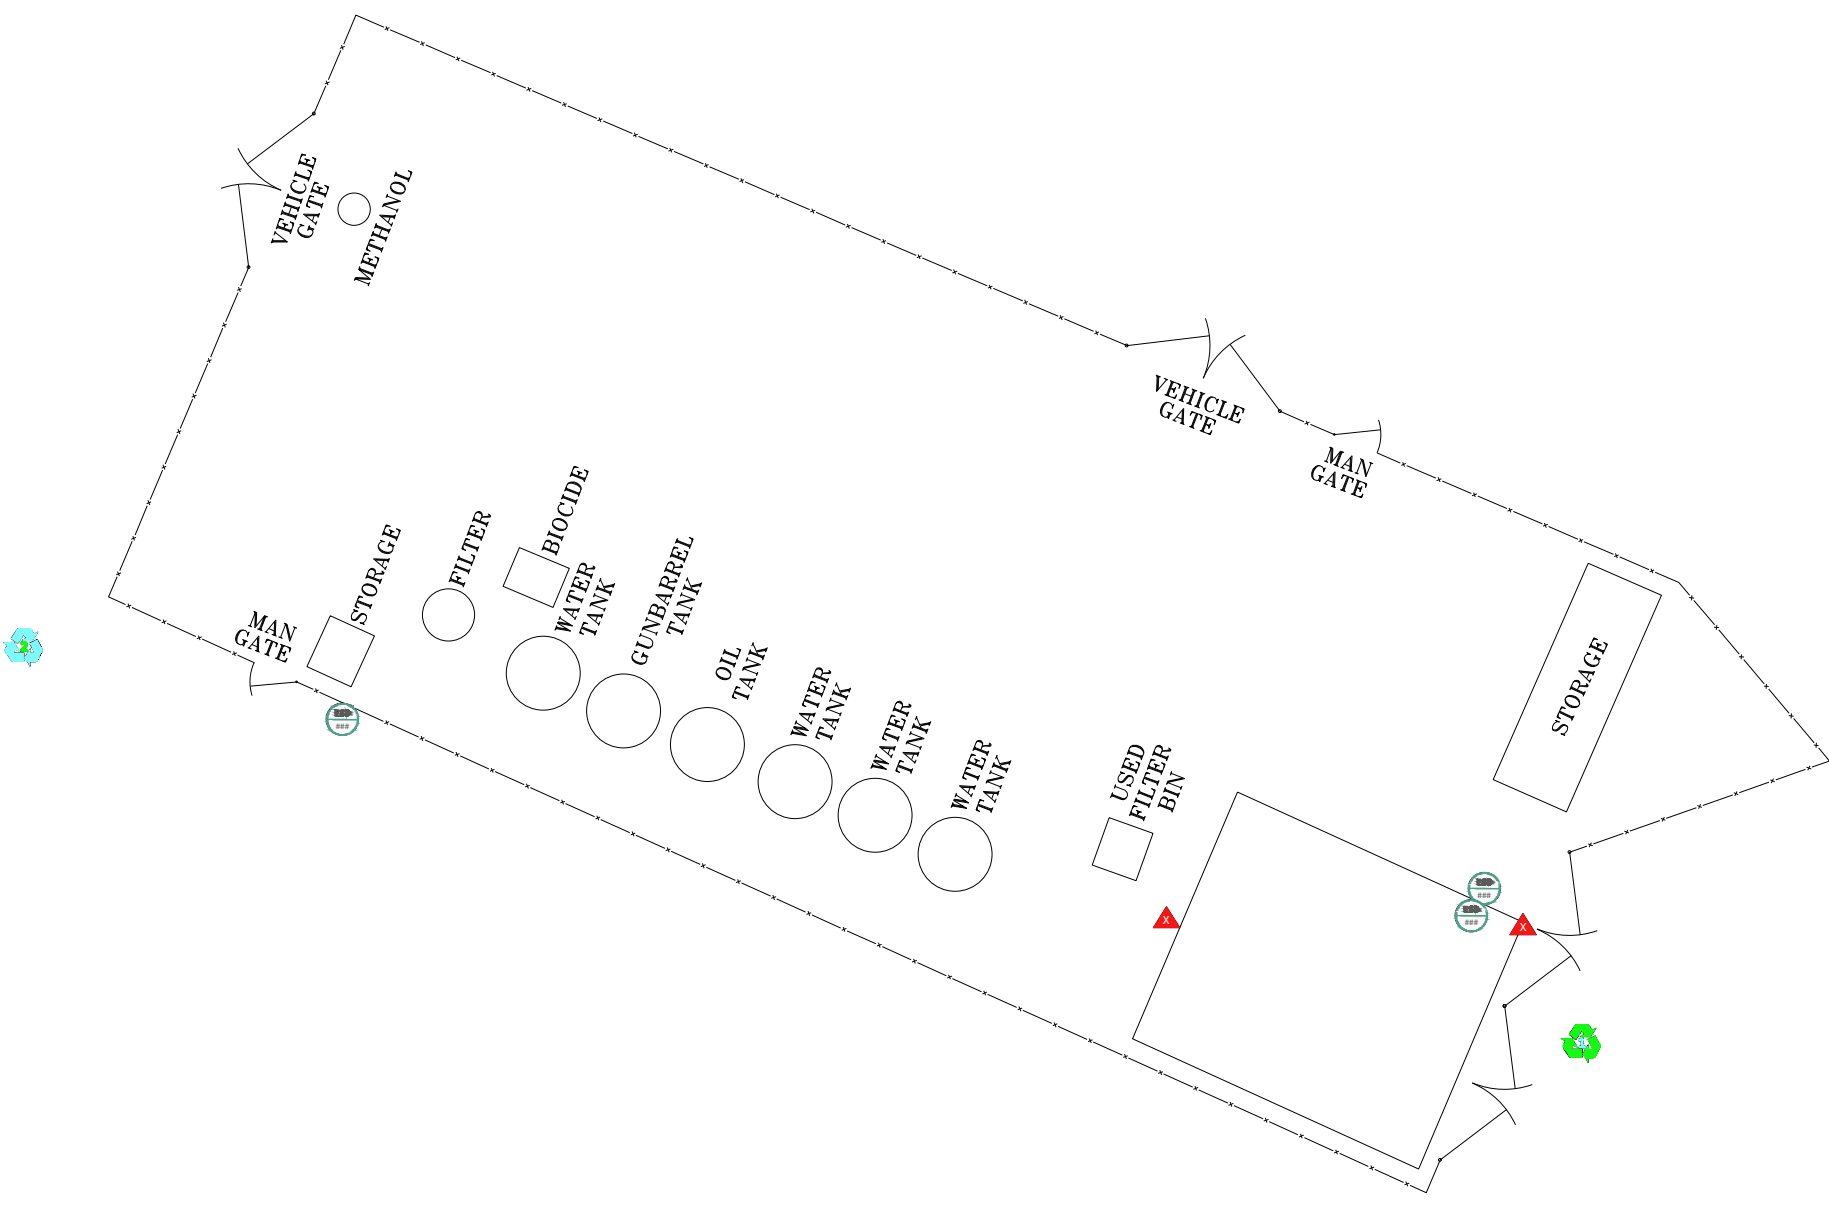 VEHICLE
GATE
METHANOL
VEHICLE
GATE
MAN
GATE
BIOCIDE
FILTER
STORAGE
MAN
GATE
WATER
TANK
GUNBARREL
TANK
OIL
TANK
WATER
TANK
WATER
TANK
WATER
TANK
USED
FILTER
BIN
STORAGE
2
###
###
###
X
X